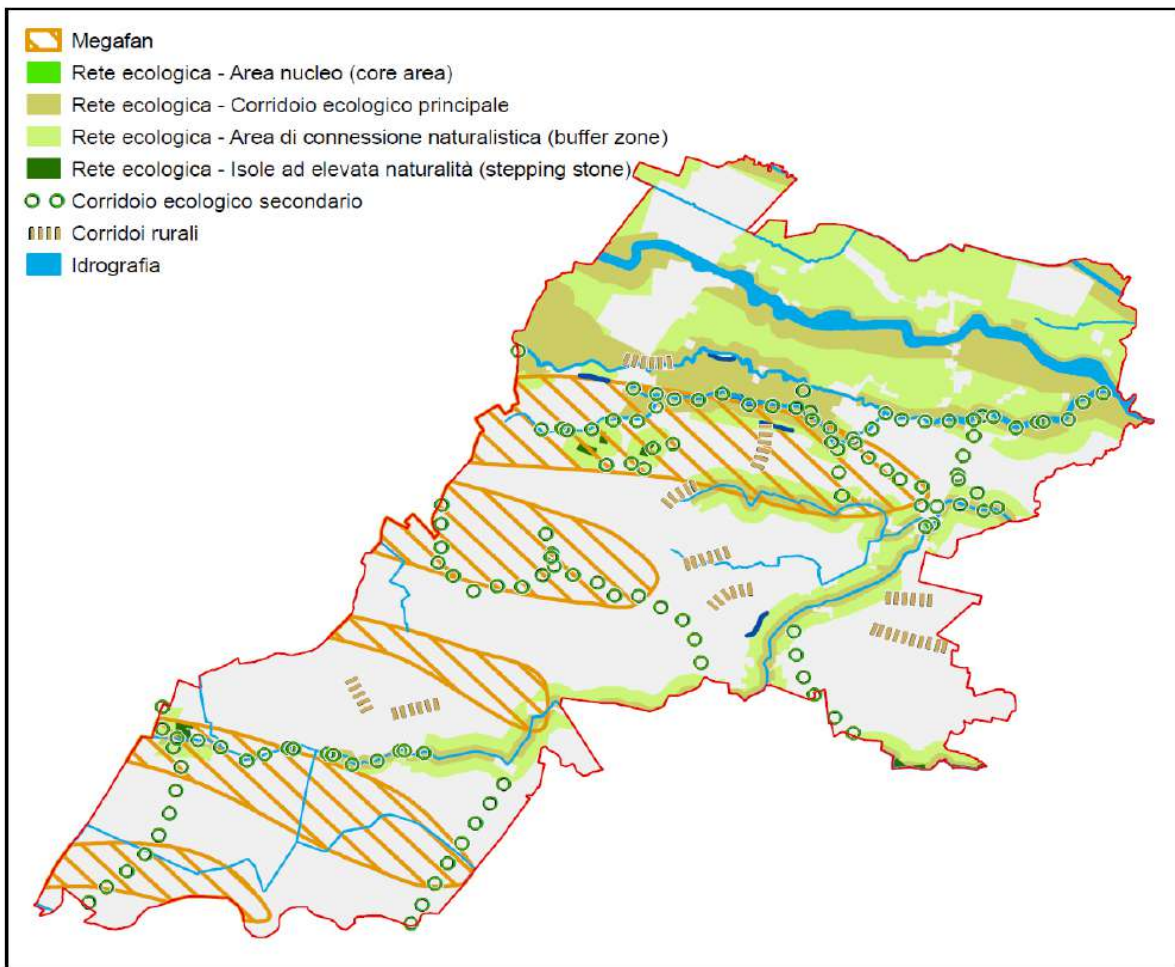 Megafan
Rete ecologica - Area nucleo (core area)
Rete ecologica - Corridoio ecologico principale
Rete ecologica - Area di connessione naturalistica (buffer zone)
Rete ecologica - Isole ad elevata naturalità (stepping stone)
Corridoio ecologico secondario
Corridoi rurali
Idrografia